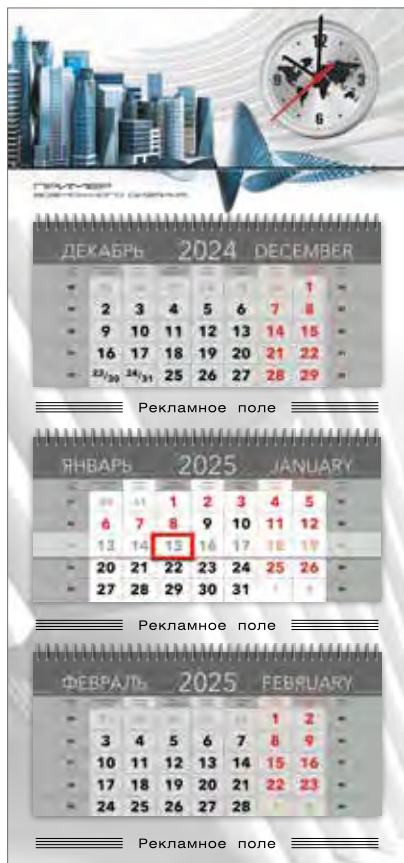 12
9
3
6
ПРИМЕР
ВОЗМОЖНОГО ДИЗАЙНА
ДЕКАБРЬ 2024 DECEMBER
1
2 3 4 5 6 7 8
9 10 11 12 13 14 15
16 17 18 19 20 21 22
23/30 24/31 25 26 27 28 29
Рекламное поле
ЯНВАРЬ 2025 JANUARY
30 31 1 2 3 4 5
6 7 8 9 10 11 12
13 14 15 16 17 18 19
20 21 22 23 24 25 26
27 28 29 30 31
Рекламное поле
ФЕВРАЛЬ 2025 FEBRUARY
1 2
3 4 5 6 7 8 9
10 11 12 13 14 15 16
17 18 19 20 21 22 23
24 25 26 27 28
Рекламное поле